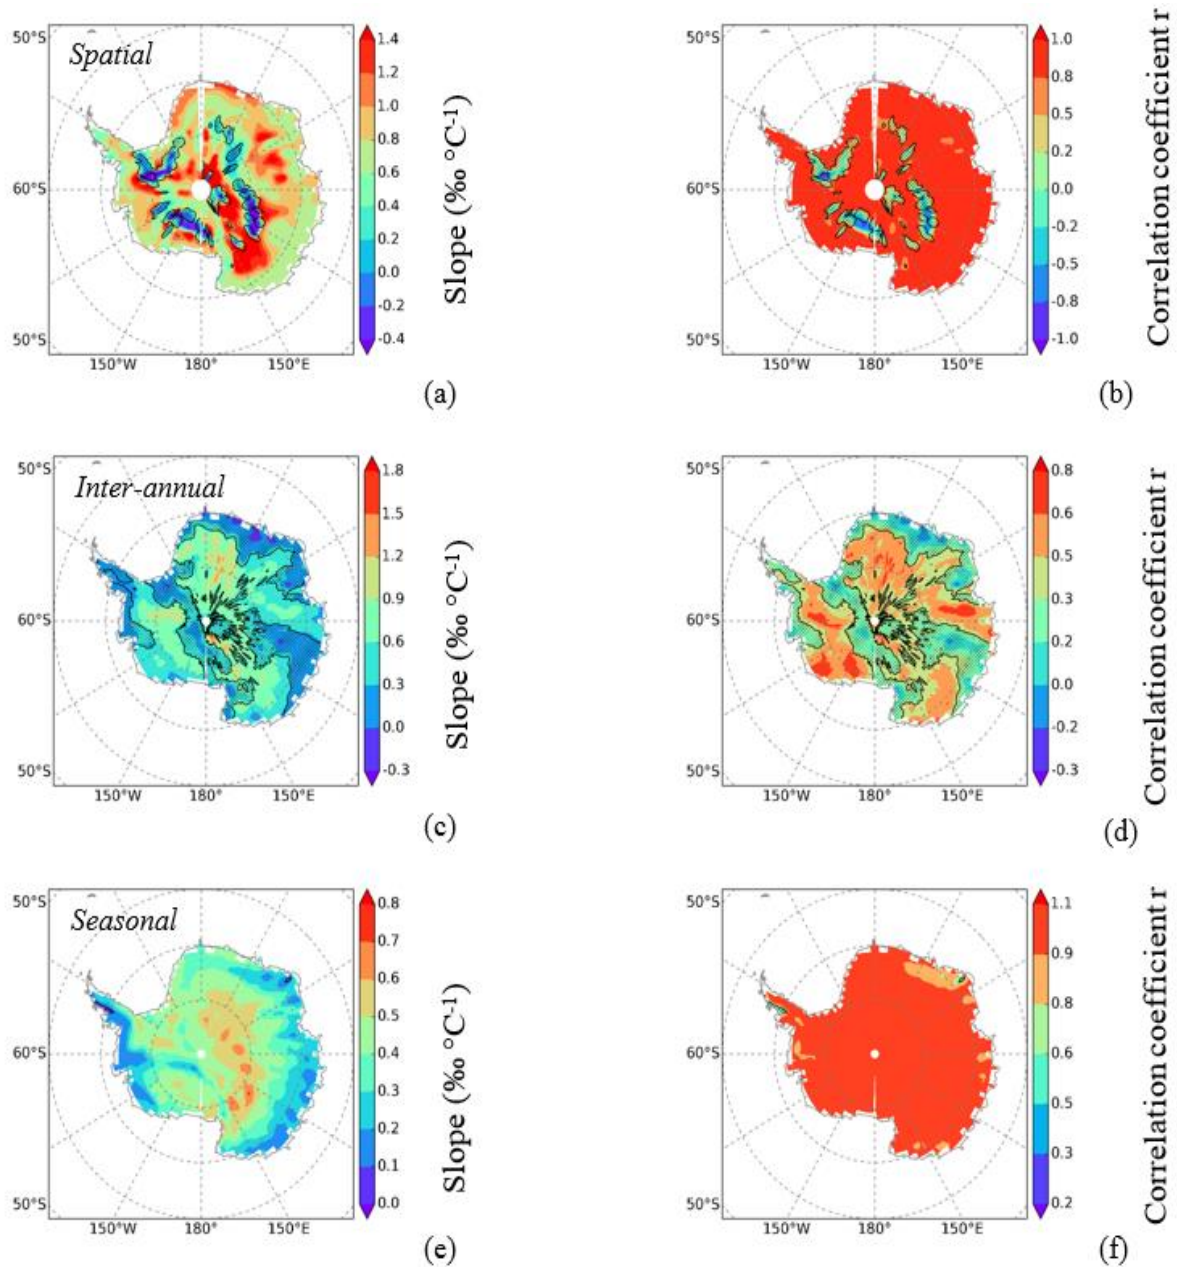 50°S
Spatial
60°S
50°S
150°W 180° 150°E
1.4
1.2
1.0
0.8
0.6
0.4
0.2
0.0
-0.2
-0.4
Slope (‰ °C-1)
(a)
50°S
60°S
50°S
150°W 180° 150°E
1.0
0.8
0.5
0.2
0.0
-0.2
-0.5
-0.8
-1.0
Correlation coefficient r
(b)
50°S
Inter-annual
60°S
50°S
150°W 180° 150°E
1.8
1.5
1.2
0.9
0.6
0.3
0.0
-0.3
Slope (‰ °C-1)
(c)
50°S
60°S
50°S
150°W 180° 150°E
0.8
0.6
0.5
0.3
0.2
0.0
-0.2
-0.3
Correlation coefficient r
(d)
50°S
Seasonal
60°S
50°S
150°W 180° 150°E
0.8
0.7
0.6
0.5
0.4
0.3
0.2
0.1
0.0
Slope (‰ °C-1)
(e)
50°S
60°S
50°S
150°W 180° 150°E
1.1
0.9
0.8
0.6
0.5
0.3
0.2
Correlation coefficient r
(f)